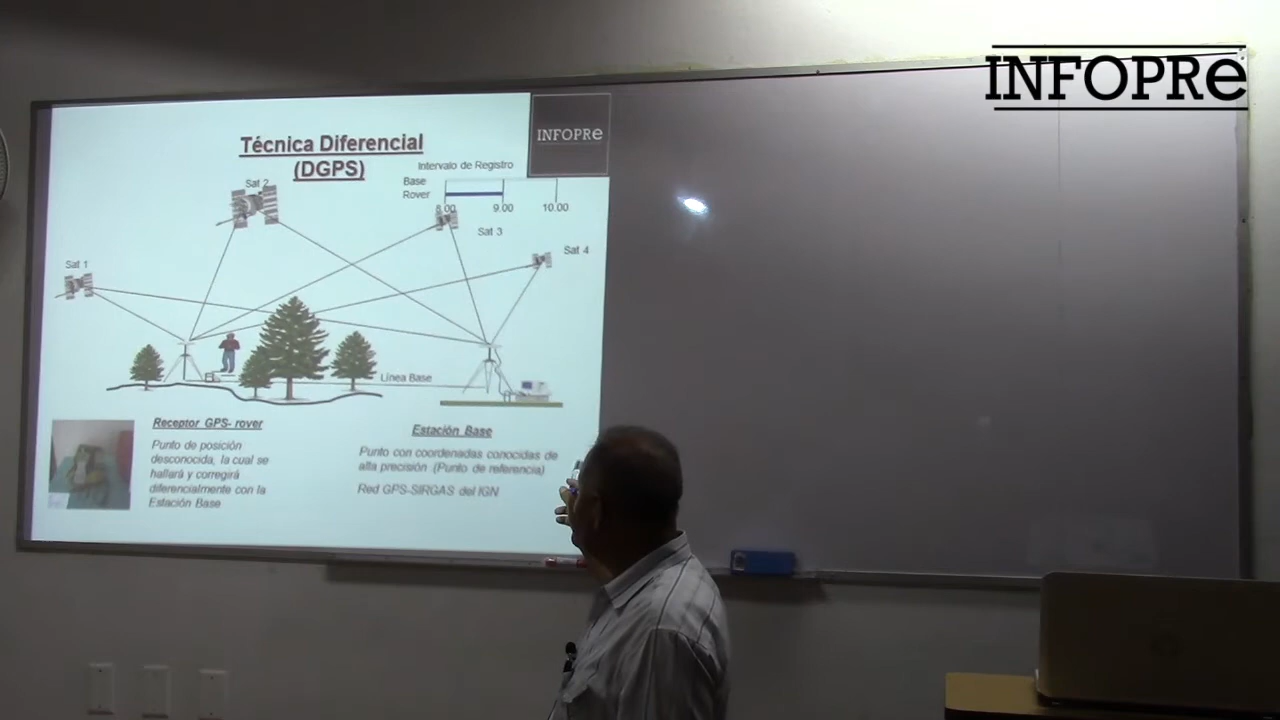 INFOPRe
INFOPRe
Técnica Diferencial
(DGPS)
Intervalo de Registro
Base
Rover
8.00 9.00 10.00
Sat 2
Sat 3
Sat 4
Sat 1
Línea Base
Receptor GPS- rover
Punto de posición
desconocida, la cual se
hallará y corregirá
diferencialmente con la
Estación Base
Estación Base
Punto con coordenadas conocidas de
alta precisión .(Punto de referencia)
Red GPS-SIRGAS del IGN